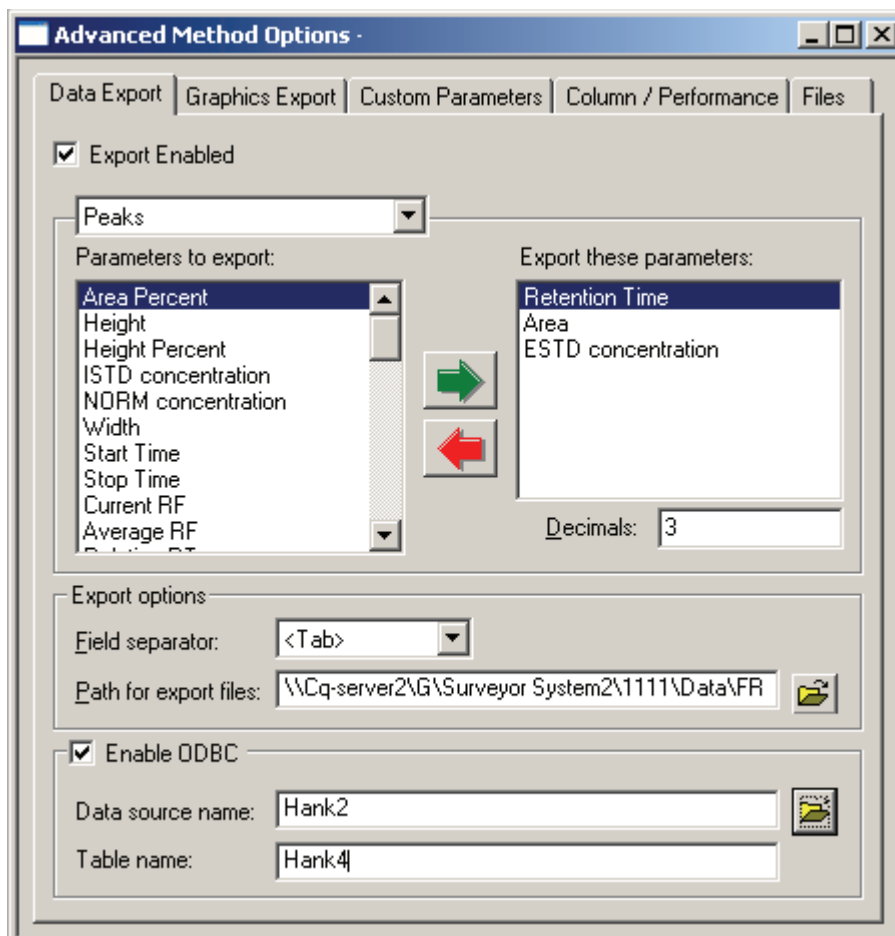 Advanced Method Options -
Data Export Graphics Export Custom Parameters Column / Performance Files
Export Enabled
Peaks
Parameters to export:
Area Percent
Height
Height Percent
ISTD concentration
NORM concentration
Width
Start Time
Stop Time
Current RF
Average RF
Export these parameters:
Retention Time
Area
ESTD concentration
Decimals: 3
Export options
Field separator: <Tab>
Path for export files: \\Cq-server2\G\Surveyor System2\1111\Data\FR
Enable ODBC
Data source name: Hank2
Table name: Hank4